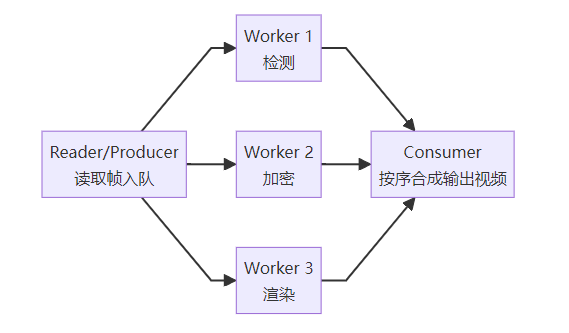 Worker 1
检测
Reader/Producer
读取帧入队
Worker 2
加密
Consumer
按序合成输出视频
Worker 3
渲染